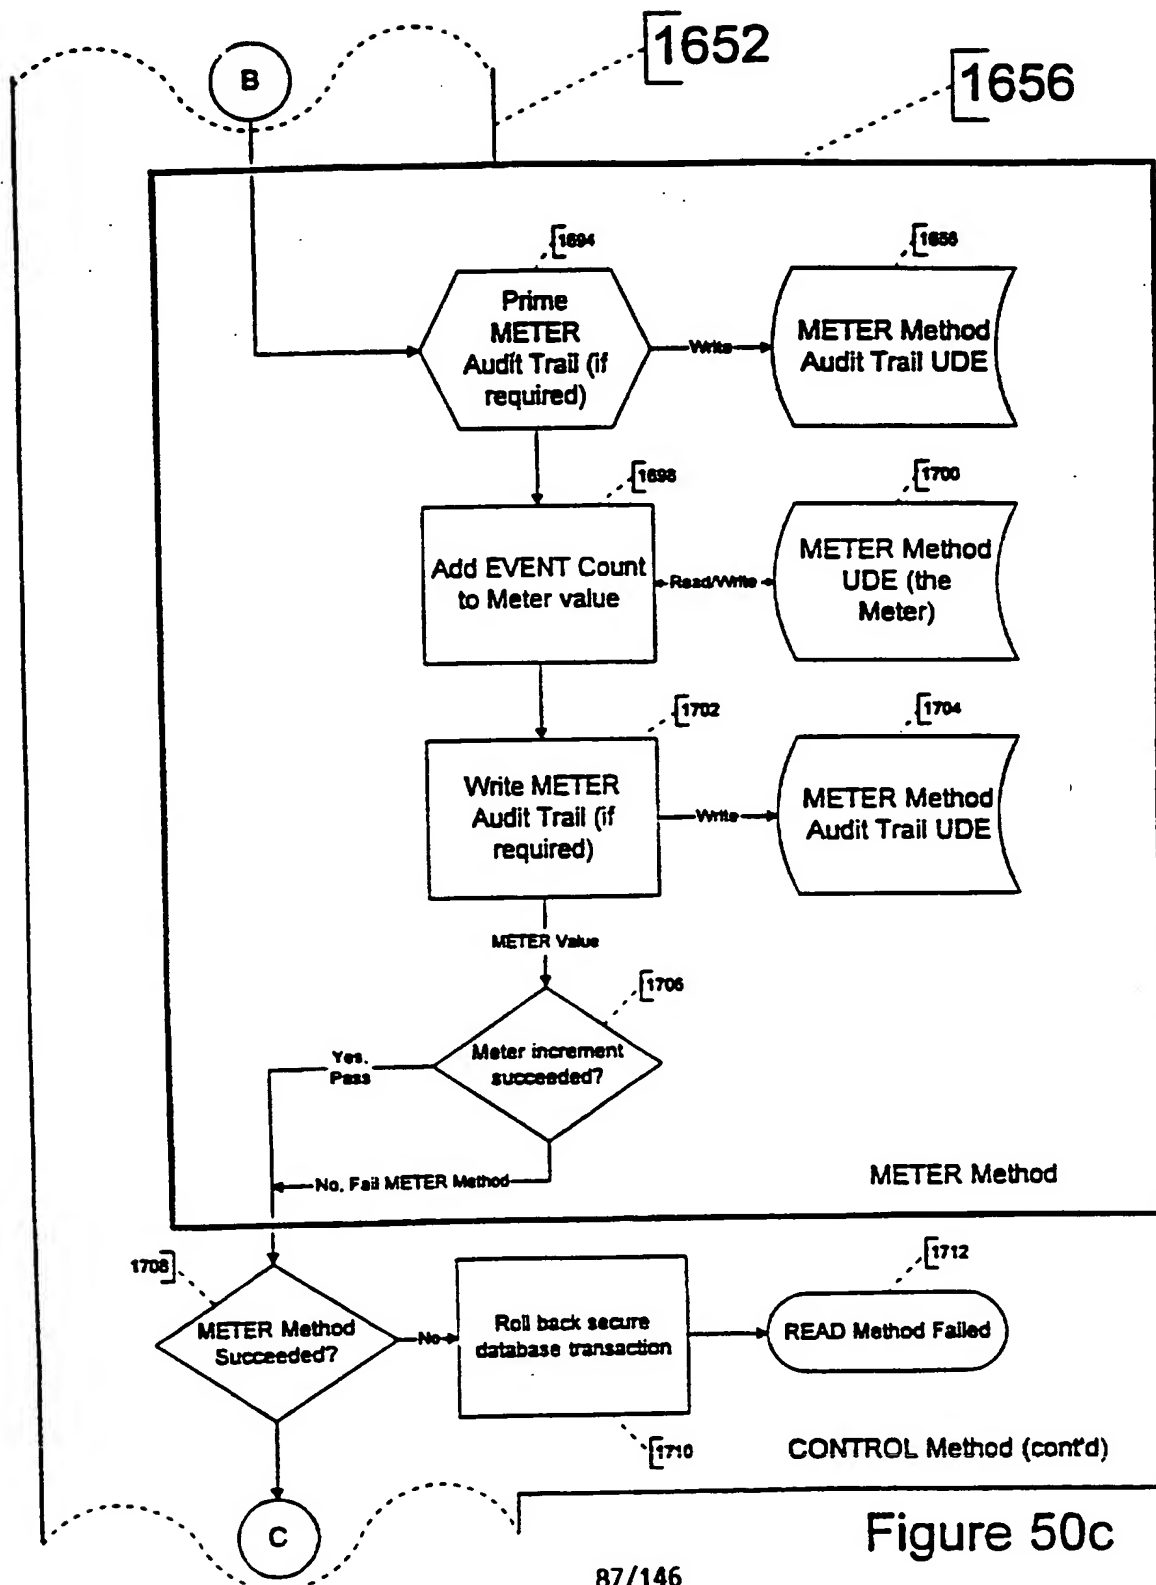 1652
B
1656
1694
1656
Prime
METER
Audit Trail (if
required)
Write
METER Method
Audit Trail UDE
1698
1700
Add EVENT Count
to Meter value
Read/Write
METER Method
UDE (the
Meter)
1702
1704
Write METER
Audit Trail (if
required)
Write
METER Method
Audit Trail UDE
METER Value
1706
Meter increment
succeeded?
Yes.
Pass
No. Fail METER Method
METER Method
1708
1712
METER Method
Succeeded?
No
Roll back secure
database transaction
READ Method Failed
1710
CONTROL Method (cont'd)
C
Figure 50c
87/146